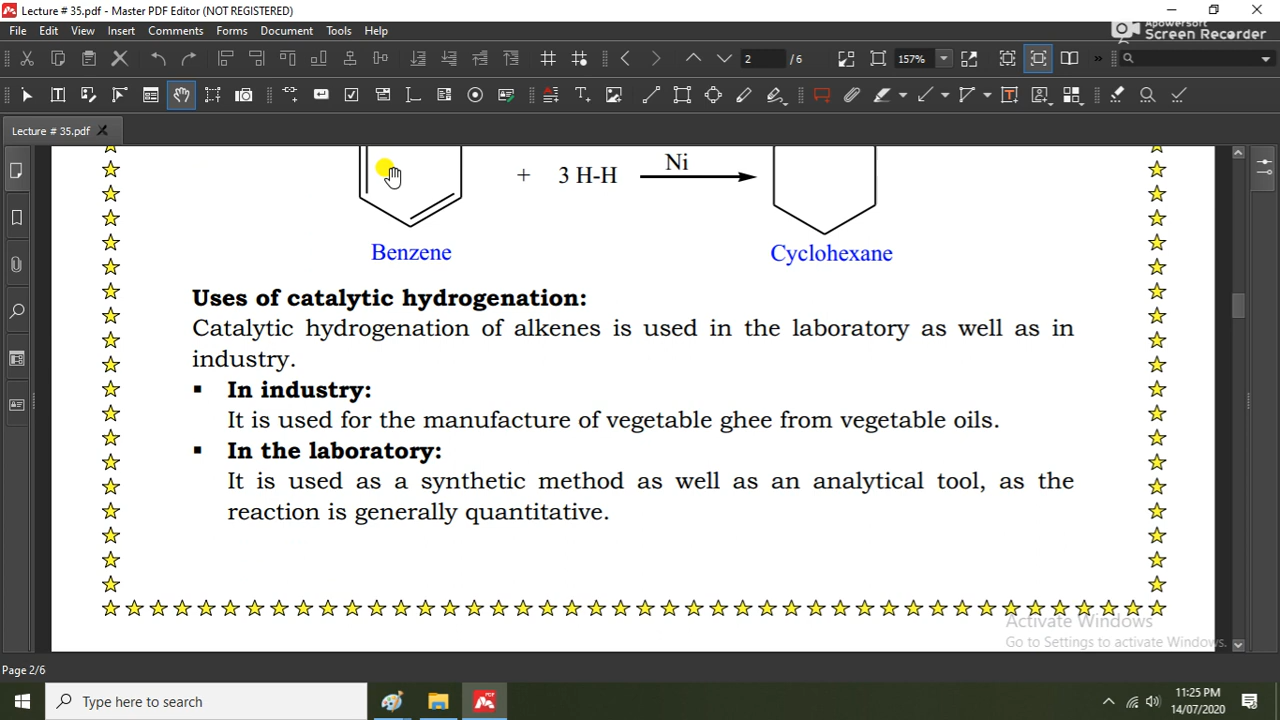 Lecture # 35.pdf - Master PDF Editor (NOT REGISTERED)
File Edit View Insert Comments Forms Document Tools Help
Apowersoft
Screen Recorder
2 / 6 157%
Lecture # 35.pdf
+ 3 H-H Ni
Benzene Cyclohexane
Uses of catalytic hydrogenation:
Catalytic hydrogenation of alkenes is used in the laboratory as well as in
industry.
▪ In industry:
It is used for the manufacture of vegetable ghee from vegetable oils.
▪ In the laboratory:
It is used as a synthetic method as well as an analytical tool, as the
reaction is generally quantitative.
Activate Windows
Go to Settings to activate Windows.
Page 2/6
Type here to search
11:25 PM
14/07/2020